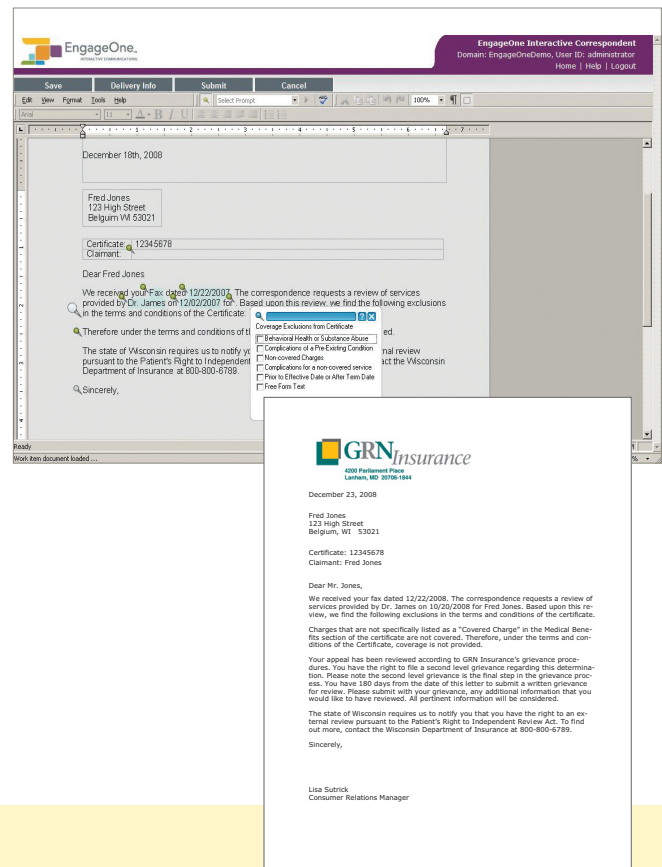 EngageOne™
INTERACTIVE COMMUNICATIONS
EngageOne Interactive Correspondent
Domain: EngageOneDemo, User ID: administrator
Home | Help | Logout
Save Delivery Info Submit Cancel
Edit View Format Tools Help Select Prompt 100%
Arial 11 A B I U
1 2 3 4 5 6 7
December 18th, 2008
Fred Jones
123 High Street
Belguim WI 53021
Certificate: 12345678
Claimant:
Dear Fred Jones
We received your Fax dated 12/22/2007. The correspondence requests a review of services
provided by Dr. James on 12/02/2007 for . Based upon this review, we find the following exclusions
in the terms and conditions of the Certificate:
Therefore under the terms and conditions of t ed.
The state of Wisconsin requires us to notify yo nal review
pursuant to the Patient's Right to Independent act the Wisconsin
Department of Insurance at 800-800-6789.
Sincerely,
Coverage Exclusions from Certificate
Behavioral Health or Substance Abuse
Complications of a Pre-Existing Condition
Non-covered Charges
Complications for a non-covered service
Prior to Effective Date or After Term Date
Free Form Text
Ready
Work item document loaded ...
%
GRN Insurance
4200 Parliament Place
Lanham, MD 20706-1844
December 23, 2008
Fred Jones
123 High Street
Belgium, WI 53021
Certificate: 12345678
Claimant: Fred Jones
Dear Mr. Jones,
We received your fax dated 12/22/2008. The correspondence requests a review of
services provided by Dr. James on 10/20/2008 for Fred Jones. Based upon this re-
view, we find the following exclusions in the terms and conditions of the certificate.
Charges that are not specifically listed as a "Covered Charge" in the Medical Bene-
fits section of the certificate are not covered. Therefore, under the terms and con-
ditions of the Certificate, coverage is not provided.
Your appeal has been reviewed according to GRN Insurance's grievance proce-
dures. You have the right to file a second level grievance regarding this determina-
tion. Please note the second level grievance is the final step in the grievance proc-
ess. You have 180 days from the date of this letter to submit a written grievance
for review. Please submit with your grievance, any additional information that you
would like to have reviewed. All pertinent information will be considered.
The state of Wisconsin requires us to notify you that you have the right to an ex-
ternal review pursuant to the Patient's Right to Independent Review Act. To find
out more, contact the Wisconsin Department of Insurance at 800-800-6789.
Sincerely,
Lisa Sutrick
Consumer Relations Manager